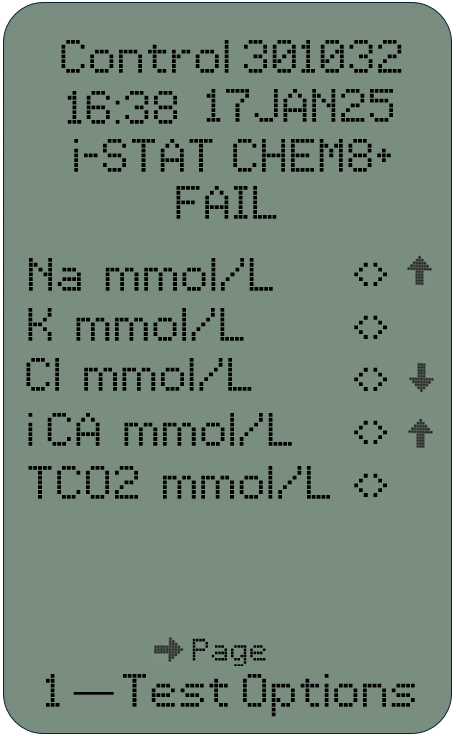 Control 301032
16:38 17JAN25
i-STAT CHEM8+
FAIL
Na mmol/L <> ↑
K mmol/L <>
Cl mmol/L <> ↓
iCA mmol/L <> ↑
TCO2 mmol/L <>
→ Page
1 — Test Options